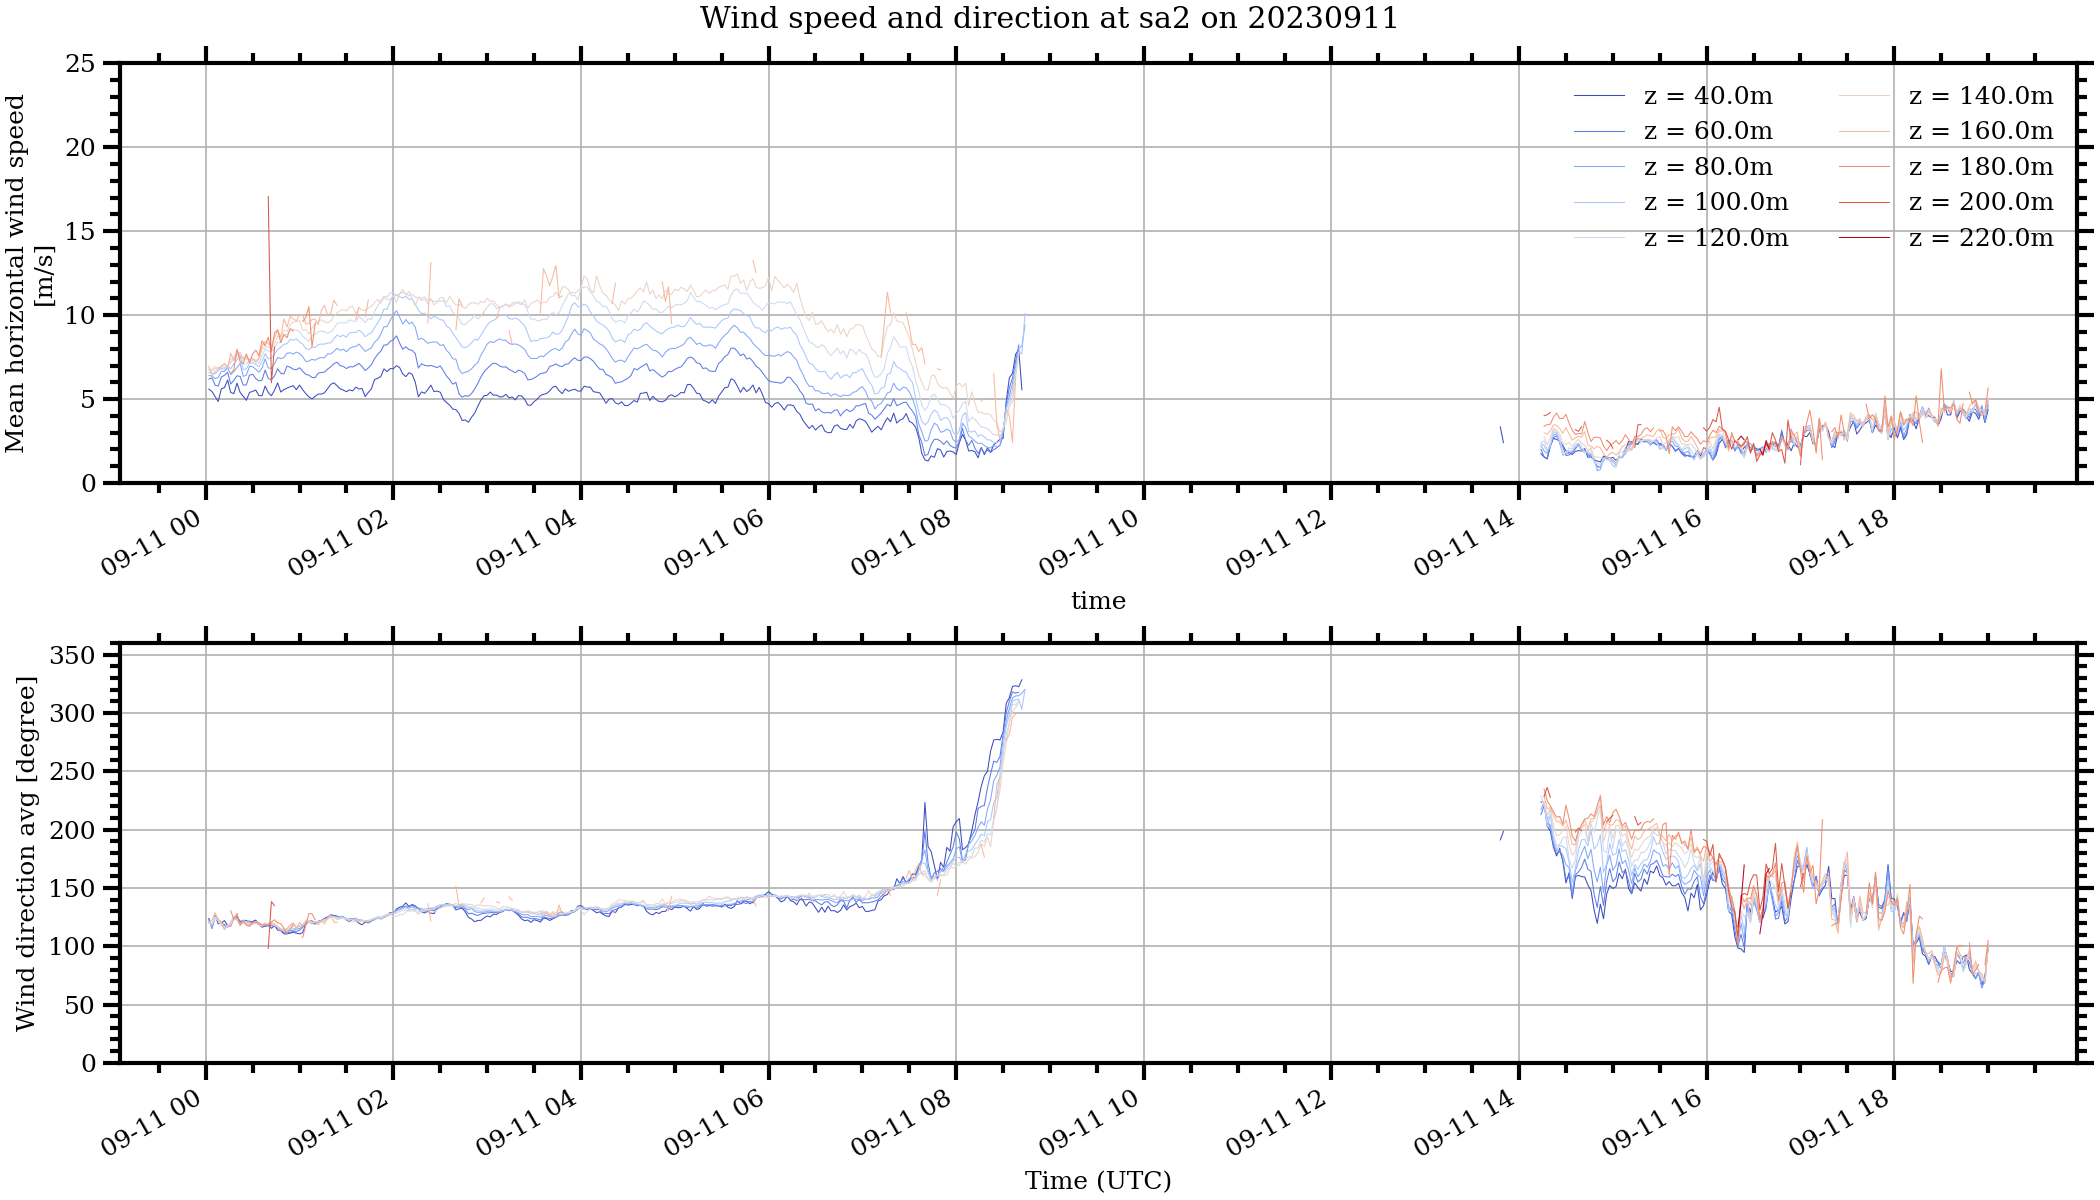 Wind speed and direction at sa2 on 20230911
Mean horizontal wind speed
[m/s]
25
20
15
10
5
0
z = 40.0m
z = 60.0m
z = 80.0m
z = 100.0m
z = 120.0m
z = 140.0m
z = 160.0m
z = 180.0m
z = 200.0m
z = 220.0m
09-11 00
09-11 02
09-11 04
09-11 06
09-11 08
09-11 10
09-11 12
09-11 14
09-11 16
09-11 18
time
Wind direction avg [degree]
350
300
250
200
150
100
50
0
09-11 00
09-11 02
09-11 04
09-11 06
09-11 08
09-11 10
09-11 12
09-11 14
09-11 16
09-11 18
Time (UTC)